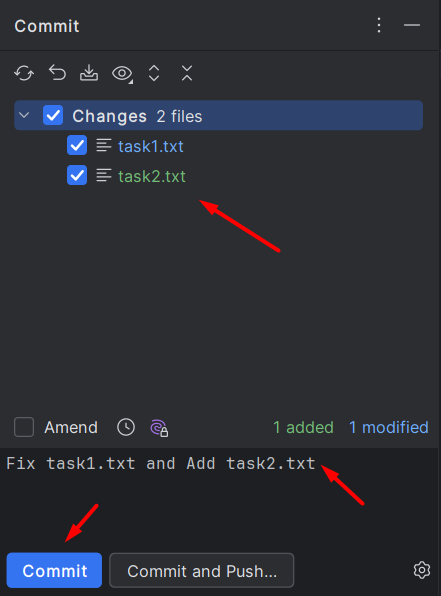 Commit
Changes 2 files
task1.txt
task2.txt
Amend 1 added 1 modified
Fix task1.txt and Add task2.txt
Commit Commit and Push...